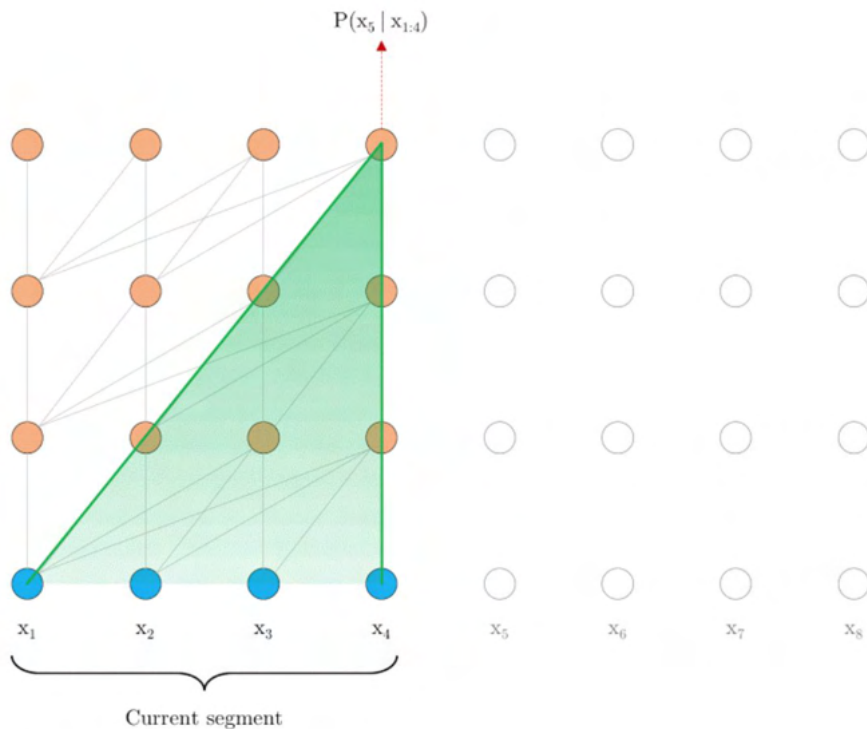 P(x₅ | x₁:₄)
x₁ x₂ x₃ x₄ x₅ x₆ x₇ x₈
Current segment